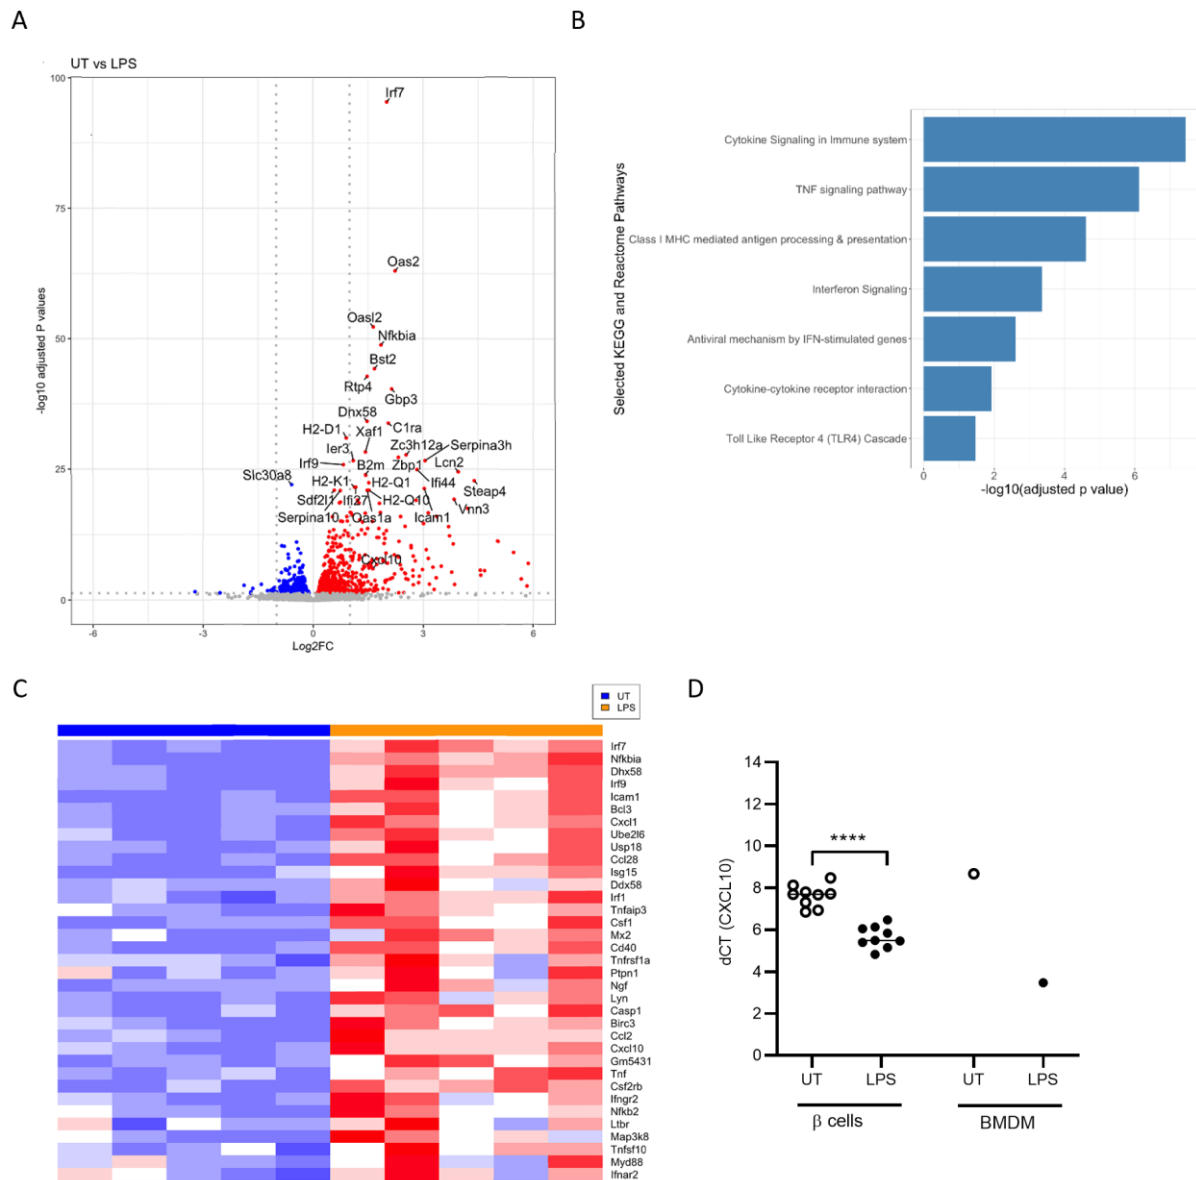 A
B
UT vs LPS
-log10 adjusted P values
100
75
50
25
0
-6
-3
0
3
6
Log2FC
Irf7
Oas2
Oasl2
Nfkbia
Bst2
Rtp4
Gbp3
Dhx58
H2-D1
Xaf1
C1ra
Ier3
Zc3h12a
Serpina3h
Irf9
B2m
Zbp1
Lcn2
Slc30a8
H2-K1
H2-Q1
Ifi44
Steap4
Sdf2l1
Ifi27
H2-Q10
Vnn3
Serpina10
Oas1a
Icam1
Cxcl10
Selected KEGG and Reactome Pathways
Cytokine Signaling in Immune system
TNF signaling pathway
Class I MHC mediated antigen processing & presentation
Interferon Signaling
Antiviral mechanism by IFN-stimulated genes
Cytokine-cytokine receptor interaction
Toll Like Receptor 4 (TLR4) Cascade
0
2
4
6
-log10(adjusted p value)
C
UT
LPS
Irf7
Nfkbia
Dhx58
Irf9
Icam1
Bcl3
Cxcl1
Ube2l6
Usp18
Ccl28
Isg15
Ddx58
Irf1
Tnfaip3
Csf1
Mx2
Cd40
Tnfrsf1a
Ptpn1
Ngf
Lyn
Casp1
Birc3
Ccl2
Cxcl10
Gm5431
Tnf
Csf2rb
Ifngr2
Nfkb2
Ltbr
Map3k8
Tnfsf10
Myd88
Ifnar2
D
dCT (CXCL10)
14
12
10
8
6
4
2
0
****
UT
LPS
UT
LPS
β cells
BMDM